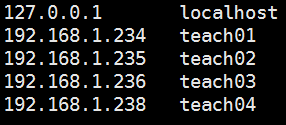 127.0.0.1       localhost
192.168.1.234   teach01
192.168.1.235   teach02
192.168.1.236   teach03
192.168.1.238   teach04